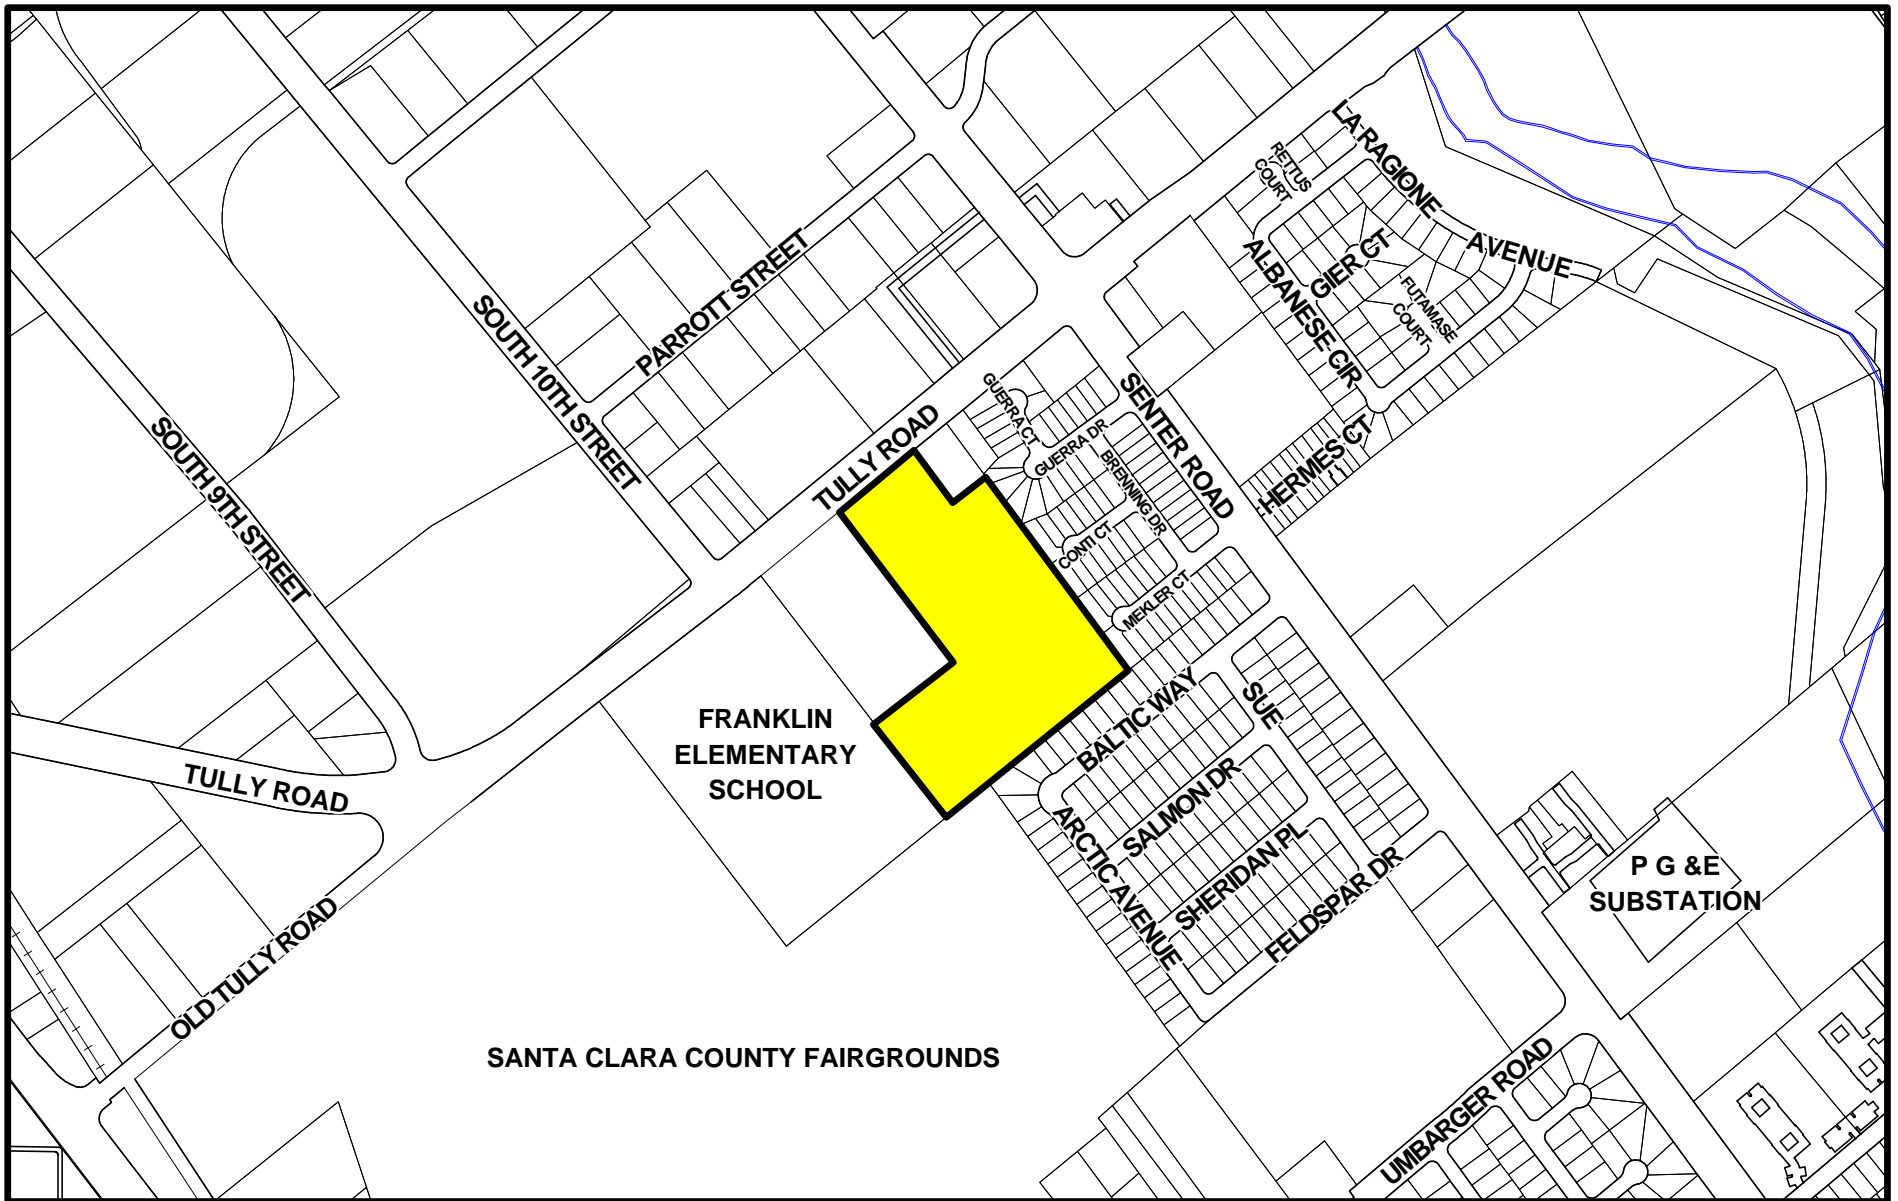 LA RAGIONE
AVENUE
RETTUS
COURT
ALBANESE CIR
GIER CT
FUTAMASE
COURT
PARROTT STREET
SOUTH 10TH STREET
SOUTH 9TH STREET
TULLY ROAD
GUERRA CT
GUERRA DR
BRENNING DR
SENTER ROAD
HERMES CT
CONTI CT
MEKLER CT
BALTIC WAY
SUE
FRANKLIN
ELEMENTARY
SCHOOL
TULLY ROAD
SALMON DR
ARCTIC AVENUE
SHERIDAN PL
FELDSPAR DR
P G &E
SUBSTATION
OLD TULLY ROAD
SANTA CLARA COUNTY FAIRGROUNDS
UMBARGER ROAD